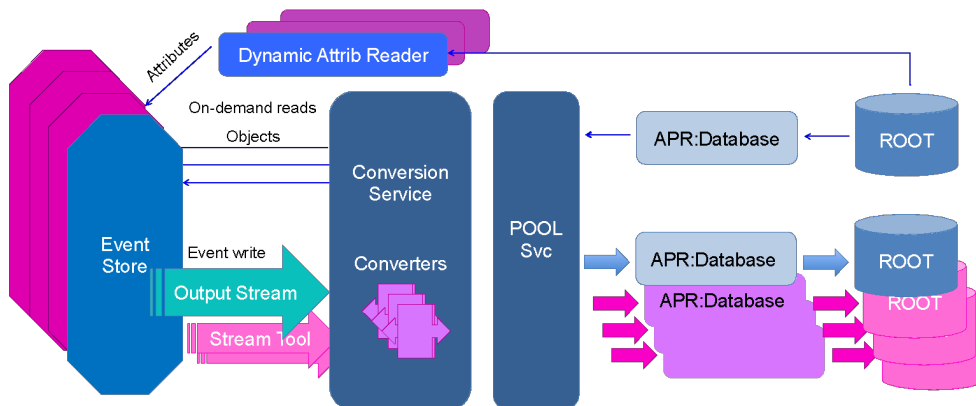 Dynamic Attrib Reader
Attributes
On-demand reads
Objects
APR:Database
ROOT
Conversion
Service
POOL
Svc
Event
Store
Event write
Converters
APR:Database
ROOT
Output Stream
APR:Database
ROOT
Stream Tool